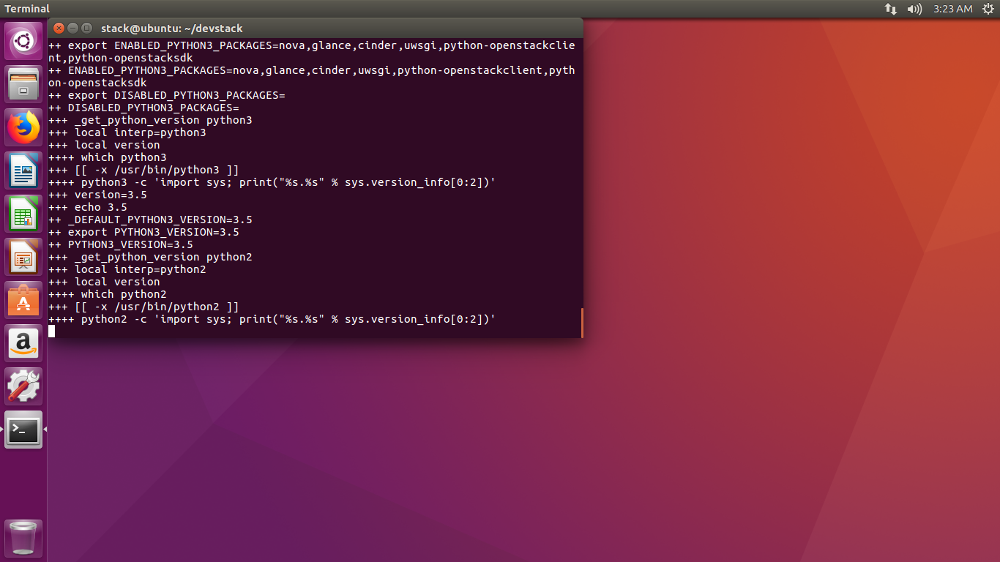 Terminal
3:23 AM
stack@ubuntu: ~/devstack
++ export ENABLED_PYTHON3_PACKAGES=nova,glance,cinder,uwsgi,python-openstackclie
nt,python-openstacksdk
++ ENABLED_PYTHON3_PACKAGES=nova,glance,cinder,uwsgi,python-openstackclient,pyth
on-openstacksdk
++ export DISABLED_PYTHON3_PACKAGES=
++ DISABLED_PYTHON3_PACKAGES=
+++ _get_python_version python3
+++ local interp=python3
+++ local version
++++ which python3
+++ [[ -x /usr/bin/python3 ]]
++++ python3 -c 'import sys; print("%s.%s" % sys.version_info[0:2])'
+++ version=3.5
+++ echo 3.5
++ _DEFAULT_PYTHON3_VERSION=3.5
++ export PYTHON3_VERSION=3.5
++ PYTHON3_VERSION=3.5
+++ _get_python_version python2
+++ local interp=python2
+++ local version
++++ which python2
+++ [[ -x /usr/bin/python2 ]]
++++ python2 -c 'import sys; print("%s.%s" % sys.version_info[0:2])'